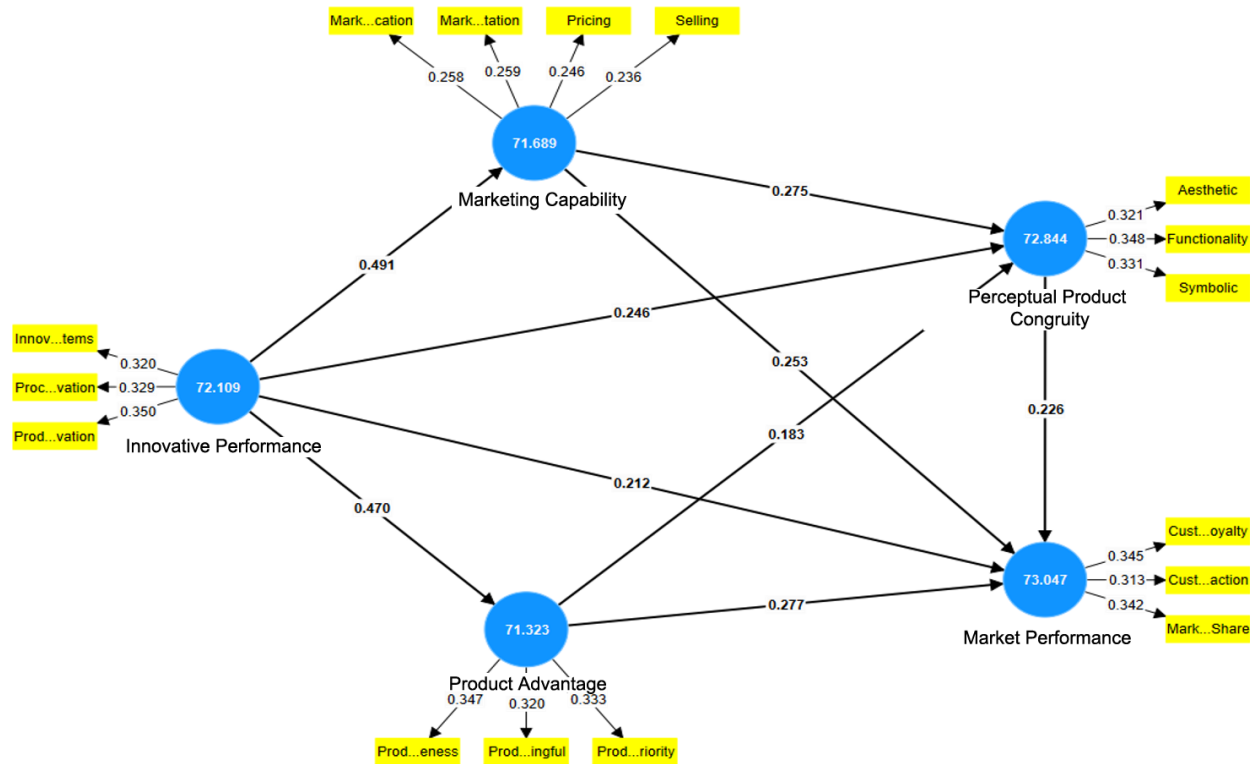 Mark...cation
Mark...tation
Pricing
Selling
0.258
0.259
0.246
0.236
71.689
Marketing Capability
0.275
Aesthetic
0.321
72.844
0.348
Functionality
0.331
Symbolic
Perceptual Product
Congruity
0.491
0.246
Innov...tems
0.320
72.109
0.329
Proc...vation
0.350
Prod...vation
Innovative Performance
0.253
0.226
0.183
0.212
0.470
Cust...oyalty
0.345
73.047
0.313
Cust...action
0.342
Mark...Share
Market Performance
0.277
71.323
Product Advantage
0.347
0.320
0.333
Prod...eness
Prod...ingful
Prod...riority